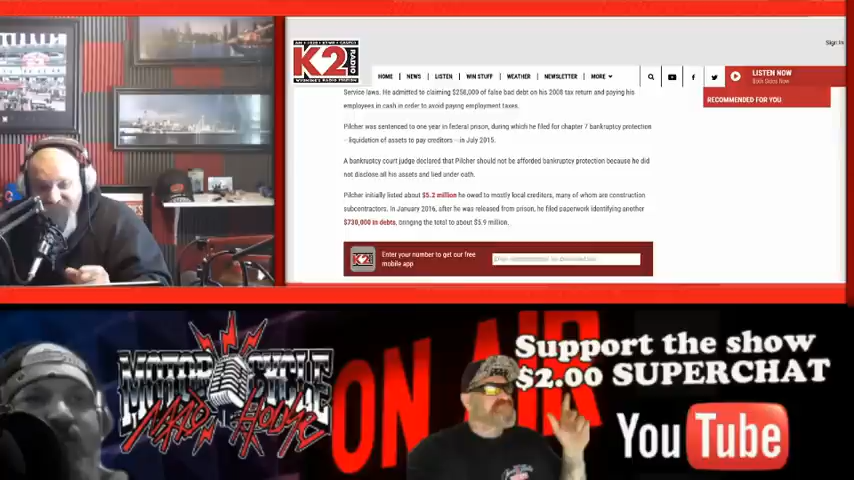 K2
RADIO
Sign In
HOME
NEWS
LISTEN
WIN STUFF
WEATHER
NEWSLETTER
MORE
LISTEN NOW
RECOMMENDED FOR YOU
Service laws. He admitted to claiming $258,000 of false bad debt on his 2008 tax return and paying his
employees in cash in order to avoid paying employment taxes.
Pilcher was sentenced to one year in federal prison, during which he filed for chapter 7 bankruptcy protection
-- liquidation of assets to pay creditors -- in July 2015.
A bankruptcy court judge declared that Pilcher should not be afforded bankruptcy protection because he did
not disclose all his assets and lied under oath.
Pilcher initially listed about $5.2 million he owed to mostly local creditors, many of whom are construction
subcontractors. In January 2016, after he was released from prison, he filed paperwork identifying another
$730,000 in debts, bringing the total to about $5.9 million.
K2
Enter your number to get our free
mobile app
MOTORCYCLE
MAD HOUSE
ON AIR
Support the show
$2.00 SUPERCHAT
YouTube